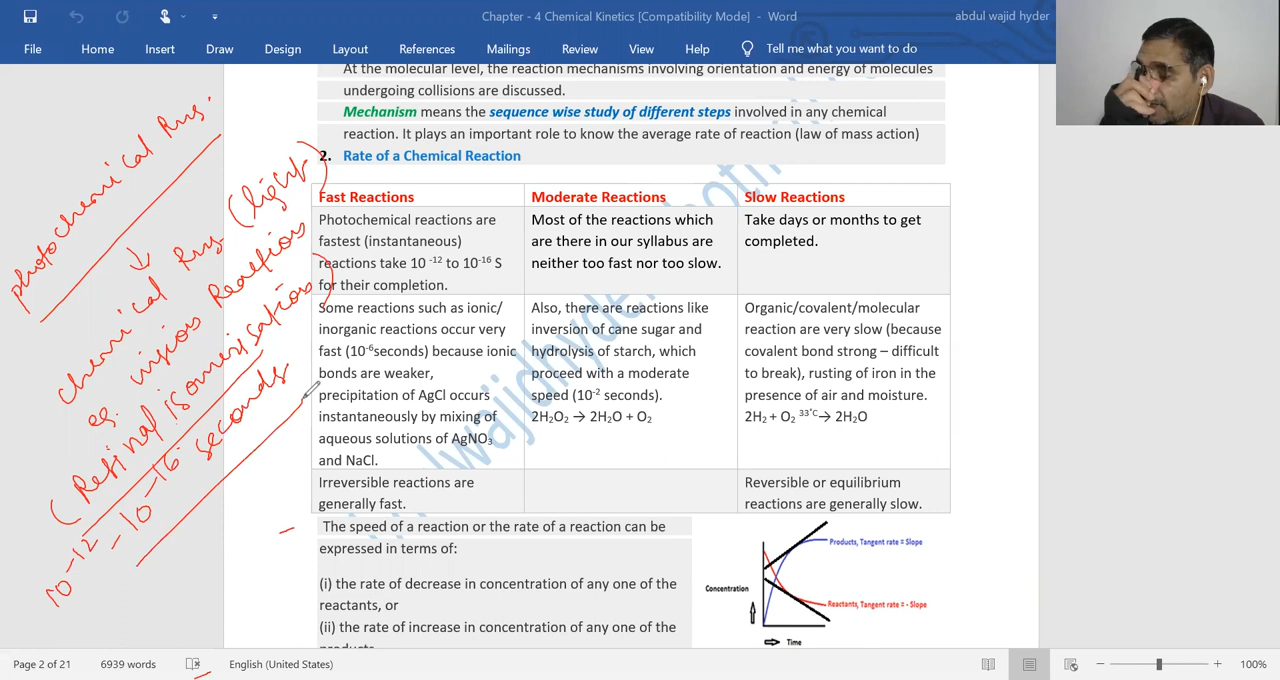 Chapter - 4 Chemical Kinetics [Compatibility Mode] - Word
abdul wajid hyder
File Home Insert Draw Design Layout References Mailings Review View Help Tell me what you want to do
At the molecular level, the reaction mechanisms involving orientation and energy of molecules
undergoing collisions are discussed.
Mechanism means the sequence wise study of different steps involved in any chemical
reaction. It plays an important role to know the average rate of reaction (law of mass action)
2. Rate of a Chemical Reaction
Fast Reactions
Photochemical reactions are
fastest (instantaneous)
reactions take 10 -12 to 10-16 S
for their completion.
Moderate Reactions
Most of the reactions which
are there in our syllabus are
neither too fast nor too slow.
Slow Reactions
Take days or months to get
completed.
Some reactions such as ionic/
inorganic reactions occur very
fast (10-6seconds) because ionic
bonds are weaker,
precipitation of AgCl occurs
instantaneously by mixing of
aqueous solutions of AgNO3
and NaCl.
Also, there are reactions like
inversion of cane sugar and
hydrolysis of starch, which
proceed with a moderate
speed (10-2 seconds).
2H2O2 → 2H2O + O2
Organic/covalent/molecular
reaction are very slow (because
covalent bond strong – difficult
to break), rusting of iron in the
presence of air and moisture.
2H2 + O2 33°C→ 2H2O
Irreversible reactions are
generally fast.
Reversible or equilibrium
reactions are generally slow.
The speed of a reaction or the rate of a reaction can be
expressed in terms of:
(i) the rate of decrease in concentration of any one of the
reactants, or
(ii) the rate of increase in concentration of any one of the
Products, Tangent rate = Slope
Concentration
Reactants, Tangent rate = - Slope
Time
photochemical Rxs.
chemical Rxs (light)
eg. vision Reactions
(Retinal isomerisation)
10-12 - 10-16 seconds
Page 2 of 21 6939 words English (United States) 100%